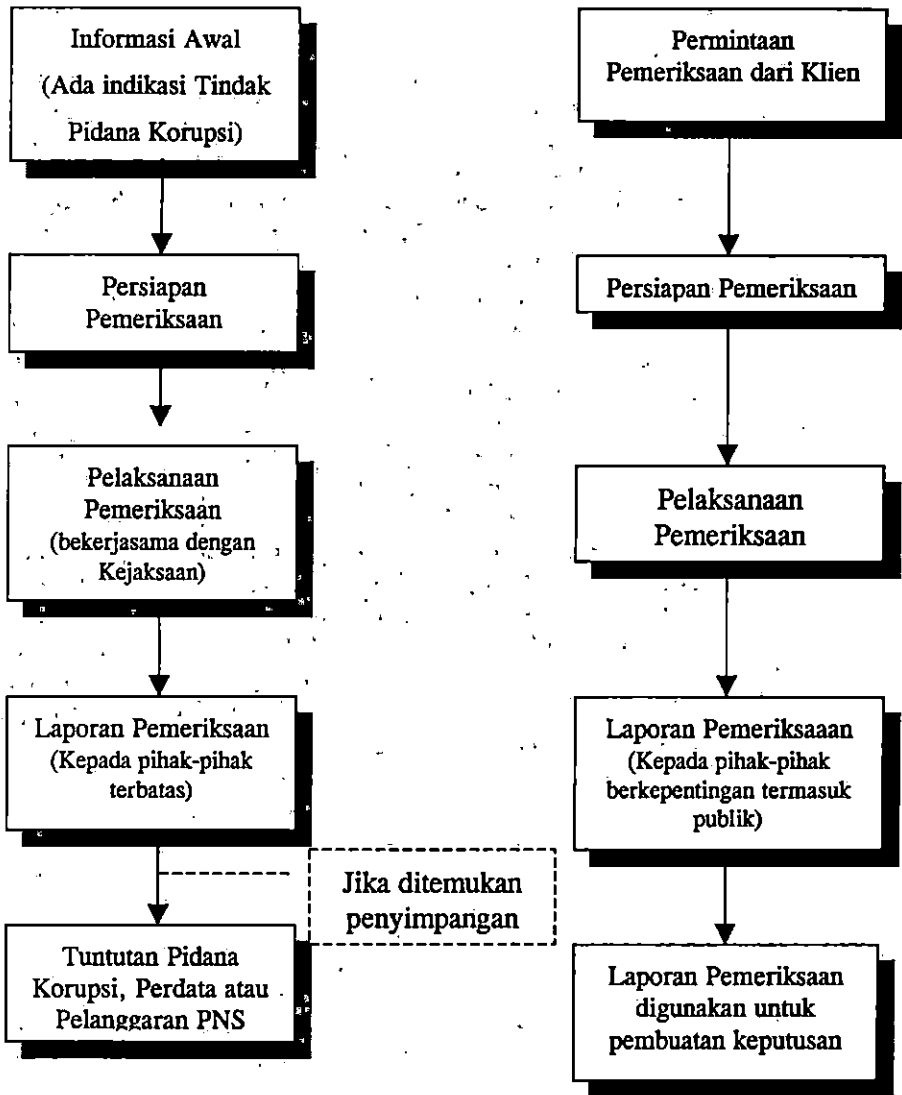 Informasi Awal
(Ada indikasi Tindak
Pidana Korupsi)
Persiapan
Pemeriksaan
Pelaksanaan
Pemeriksaan
(bekerjasama dengan
Kejaksaan)
Laporan Pemeriksaan
(Kepada pihak-pihak
terbatas)
Jika ditemukan
penyimpangan
Tuntutan Pidana
Korupsi, Perdata atau
Pelanggaran PNS
Permintaan
Pemeriksaan dari Klien
Persiapan Pemeriksaan
Pelaksanaan
Pemeriksaan
Laporan Pemeriksaaan
(Kepada pihak-pihak
berkepentingan termasuk
publik)
Laporan Pemeriksaan
digunakan untuk
pembuatan keputusan